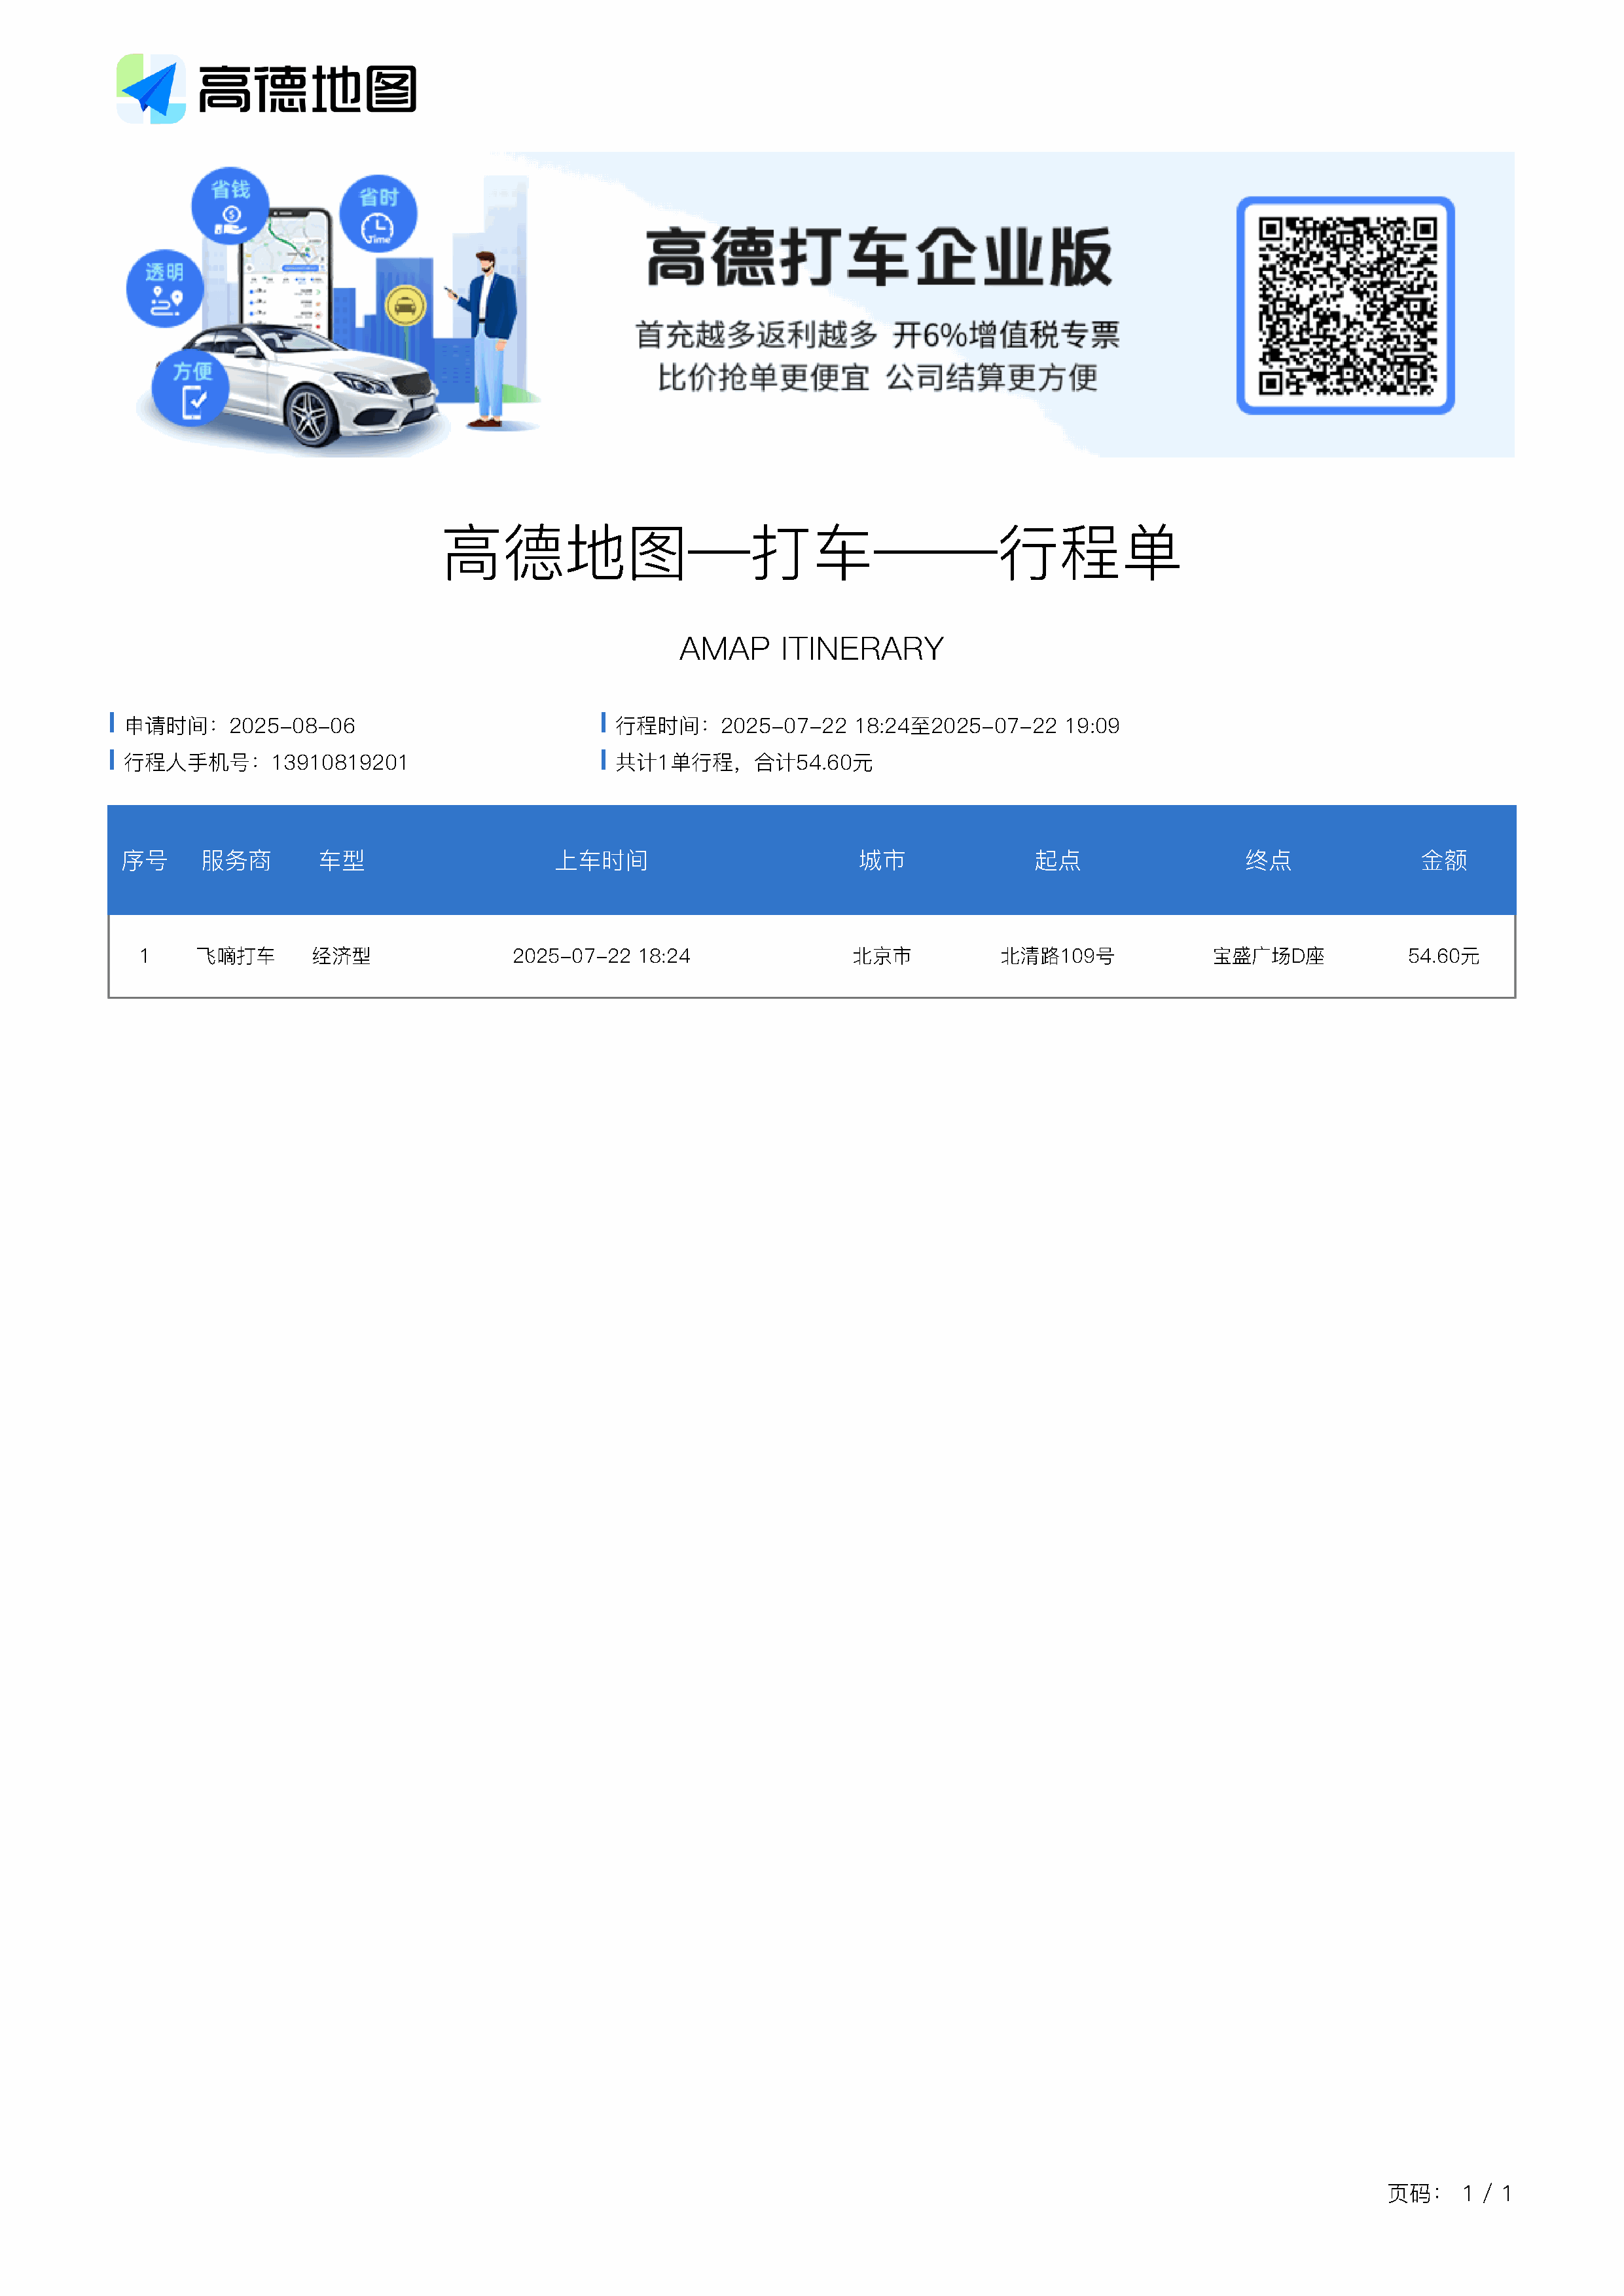 高德地图
省钱
省时
Time
透明
方便
高德打车企业版
首充越多返利越多 开6%增值税专票
比价抢单更便宜 公司结算更方便
高德地图—打车——行程单
AMAP ITINERARY
申请时间：2025-08-06 行程时间：2025-07-22 18:24至2025-07-22 19:09
行程人手机号：13910819201 共计1单行程，合计54.60元
序号 服务商 车型 上车时间 城市 起点 终点 金额
1 飞嘀打车 经济型 2025-07-22 18:24 北京市 北清路109号 宝盛广场D座 54.60元
页码： 1 / 1